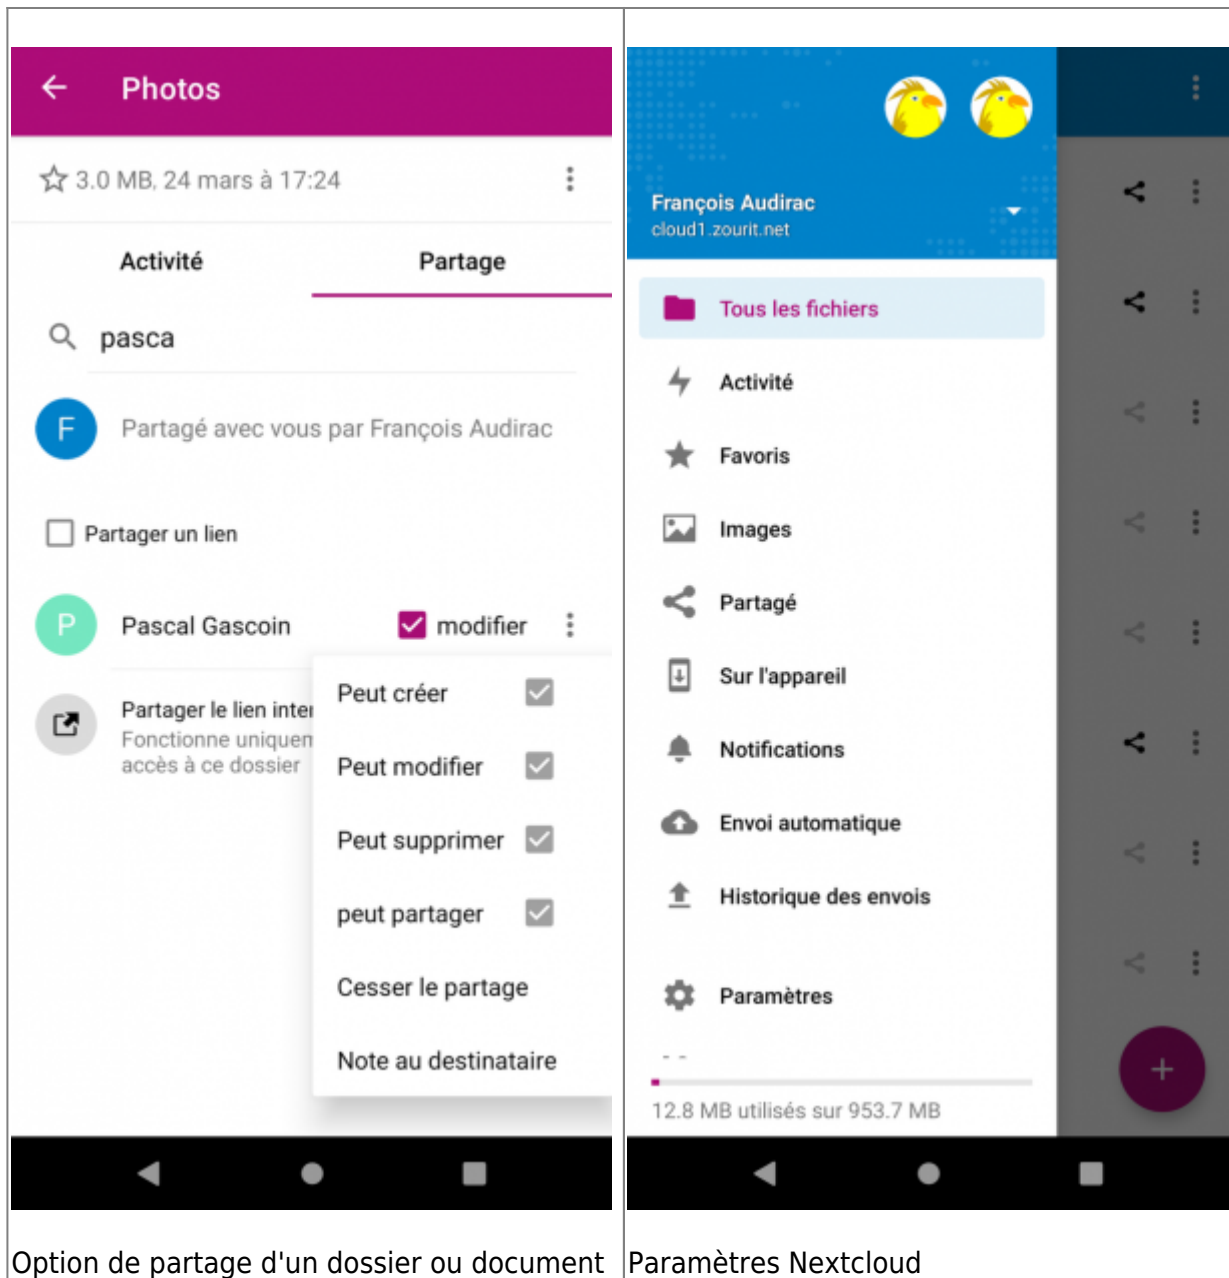 Photos
3.0 MB, 24 mars à 17:24
Activité Partage
pasca
F
Partagé avec vous par François Audirac
Partager un lien
P
Pascal Gascoin modifier
Partager le lien inter
Fonctionne uniquem
accès à ce dossier
Peut créer
Peut modifier
Peut supprimer
peut partager
Cesser le partage
Note au destinataire
Option de partage d'un dossier ou document
François Audirac
cloud1.zourit.net
Tous les fichiers
Activité
Favoris
Images
Partagé
Sur l'appareil
Notifications
Envoi automatique
Historique des envois
Paramètres
12.8 MB utilisés sur 953.7 MB
Paramètres Nextcloud